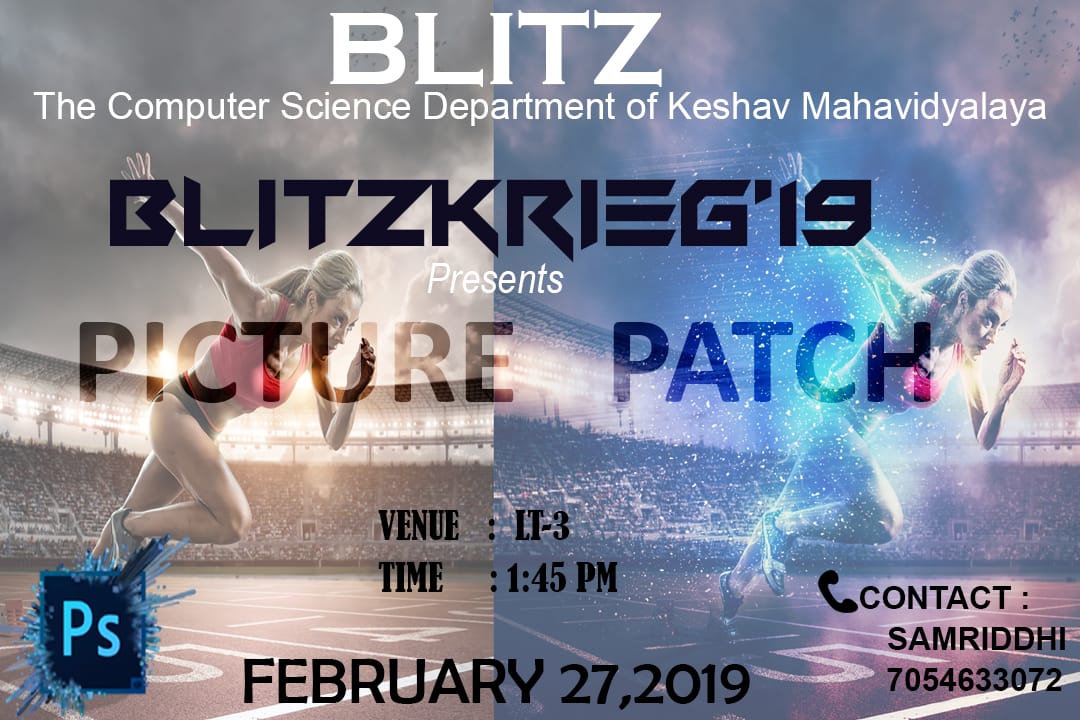 BLITZ
The Computer Science Department of Keshav Mahavidyalaya
BLITZKRIEG'19
Presents
PICTURE PATCH
VENUE : LT-3
TIME : 1:45 PM
CONTACT :
SAMRIDDHI
7054633072
Ps
FEBRUARY 27,2019